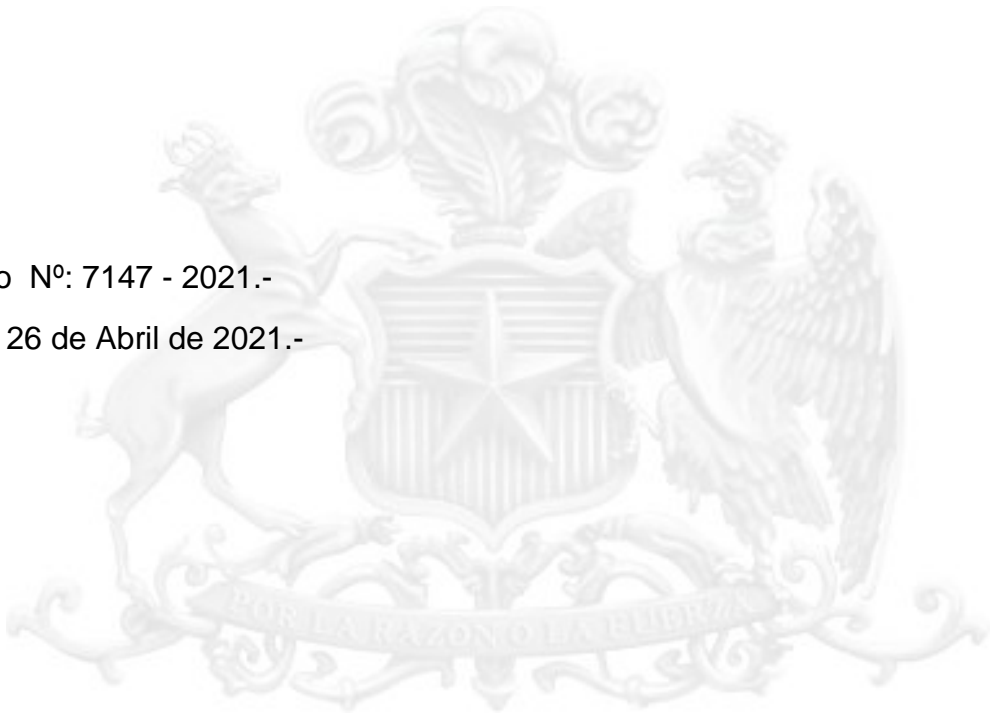 o Nº: 7147 - 2021.-
26 de Abril de 2021.-
POR LA RAZON O LA FUERZA